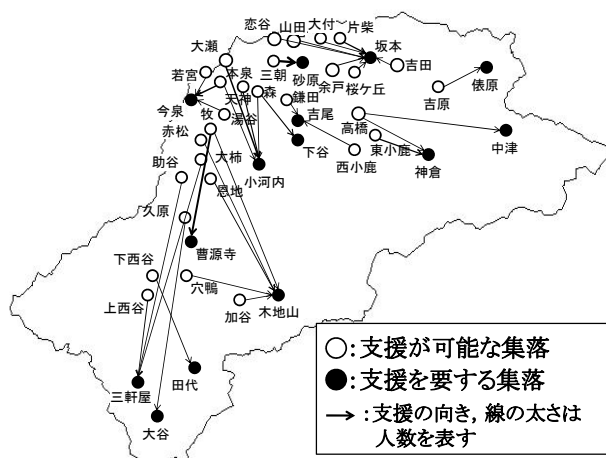 恋谷
山田
大付
片柴
大瀬
坂本
若宮
本泉
三朝
砂原
吉田
天神
森
余戸
桜ケ丘
俵原
今泉
湯谷
鎌田
吉尾
吉原
牧
赤松
高橋
助谷
大柿
恩地
小河内
下谷
西小鹿
東小鹿
神倉
中津
久原
曹源寺
下西谷
上西谷
穴鴨
加谷
木地山
三軒屋
田代
大谷
○:支援が可能な集落
●:支援を要する集落
→:支援の向き,線の太さは
人数を表す